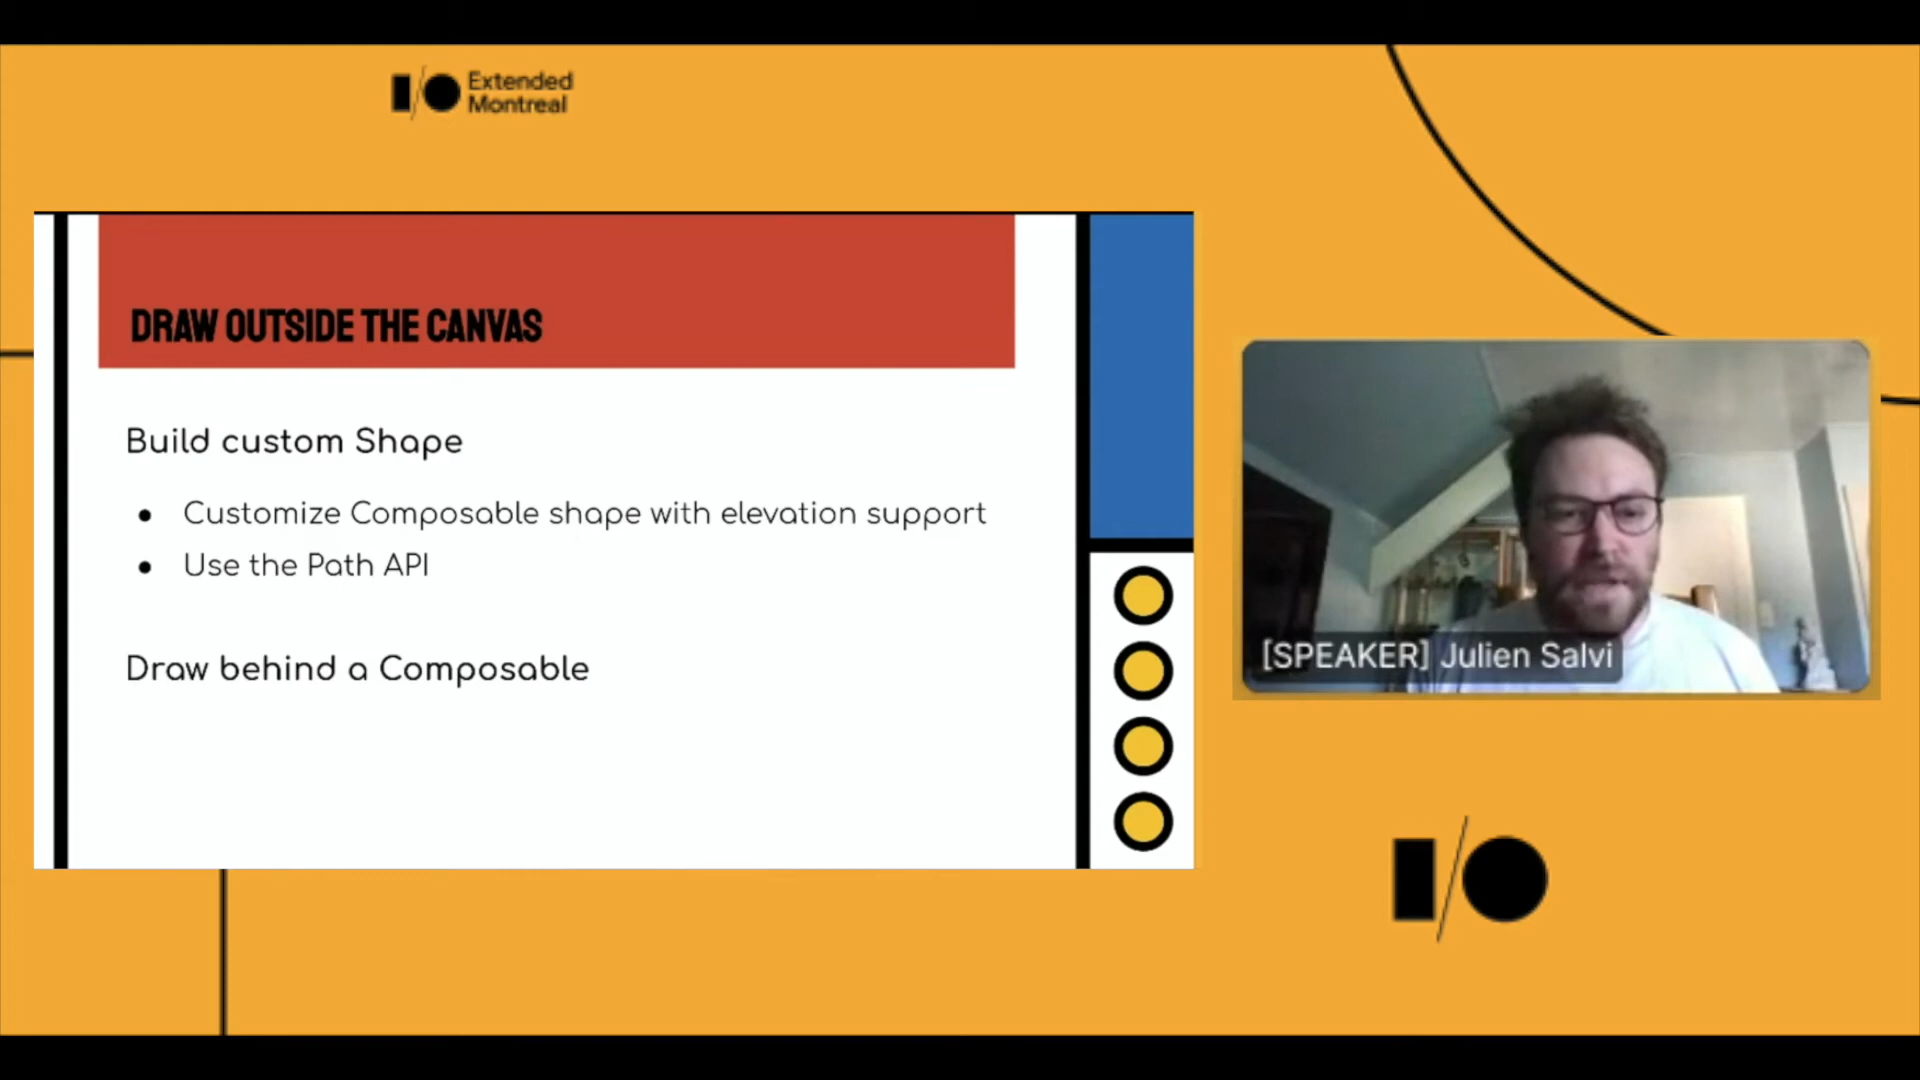 I/O Extended
Montreal
DRAW OUTSIDE THE CANVAS
Build custom Shape
● Customize Composable shape with elevation support
● Use the Path API
Draw behind a Composable
[SPEAKER] Julien Salvi
I/O